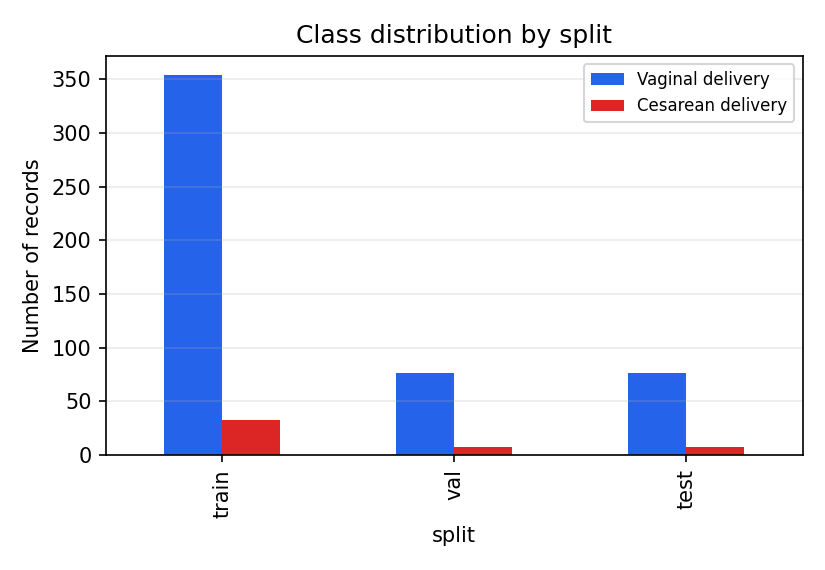 Class distribution by split
Vaginal delivery
Cesarean delivery
Number of records
350
300
250
200
150
100
50
0
train
val
test
split